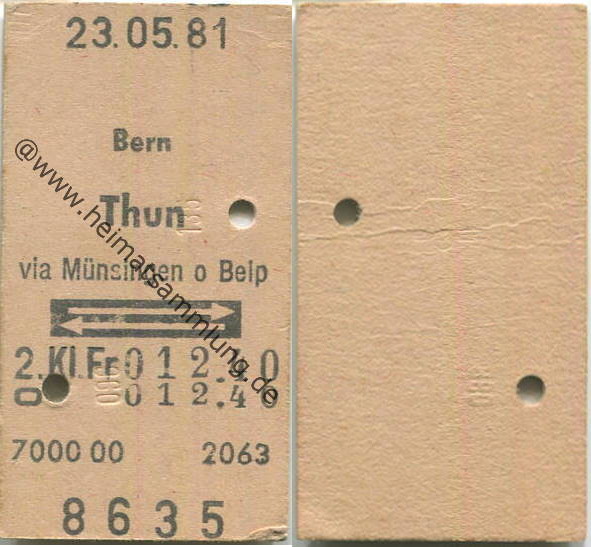 23.05.81
Bern
Thun
via Münsingen o Belp
2.Kl.Fr 012.40
0 012.40
7000 00 2063
8635
@www.heimatsammlung.de